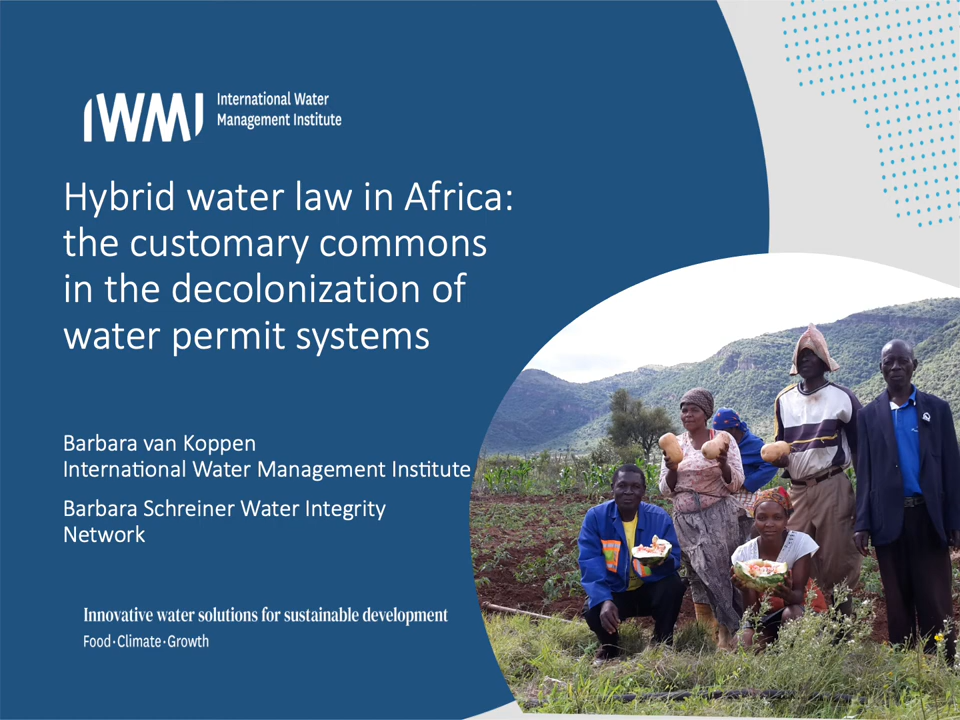 IWMI
International Water
Management Institute
Hybrid water law in Africa:
the customary commons
in the decolonization of
water permit systems
Barbara van Koppen
International Water Management Institute
Barbara Schreiner Water Integrity
Network
Innovative water solutions for sustainable development
Food·Climate·Growth